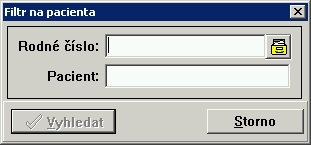 Filtr na pacienta
Rodné číslo:
Pacient:
Vyhledat
Storno